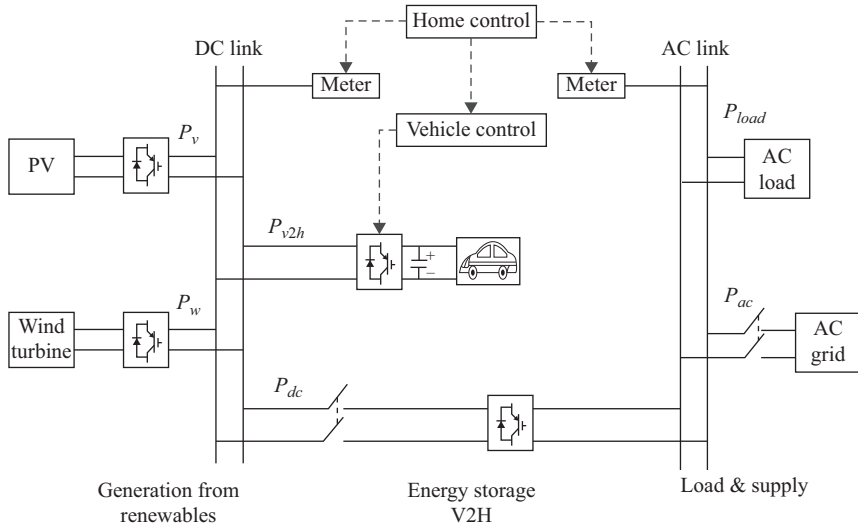 Home control
DC link
AC link
Meter
Meter
Vehicle control
P_v
P_load
PV
AC
load
P_v2h
+
−
P_w
P_ac
Wind
turbine
AC
grid
P_dc
Generation from
renewables
Energy storage
V2H
Load & supply